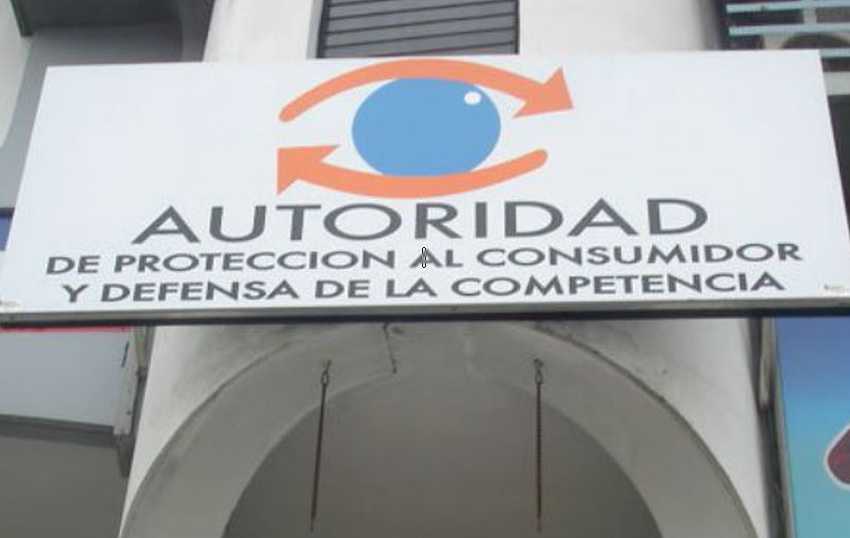 AUTORIDAD
DE PROTECCION AL CONSUMIDOR
Y DEFENSA DE LA COMPETENCIA